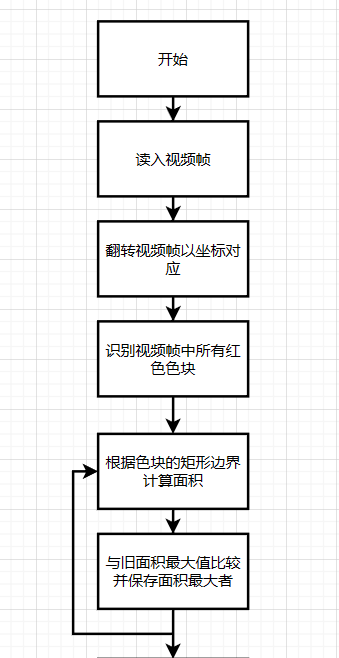 开始
读入视频帧
翻转视频帧以坐标对
应
识别视频帧中所有红
色色块
根据色块的矩形边界
计算面积
与旧面积最大值比较
并保存面积最大者